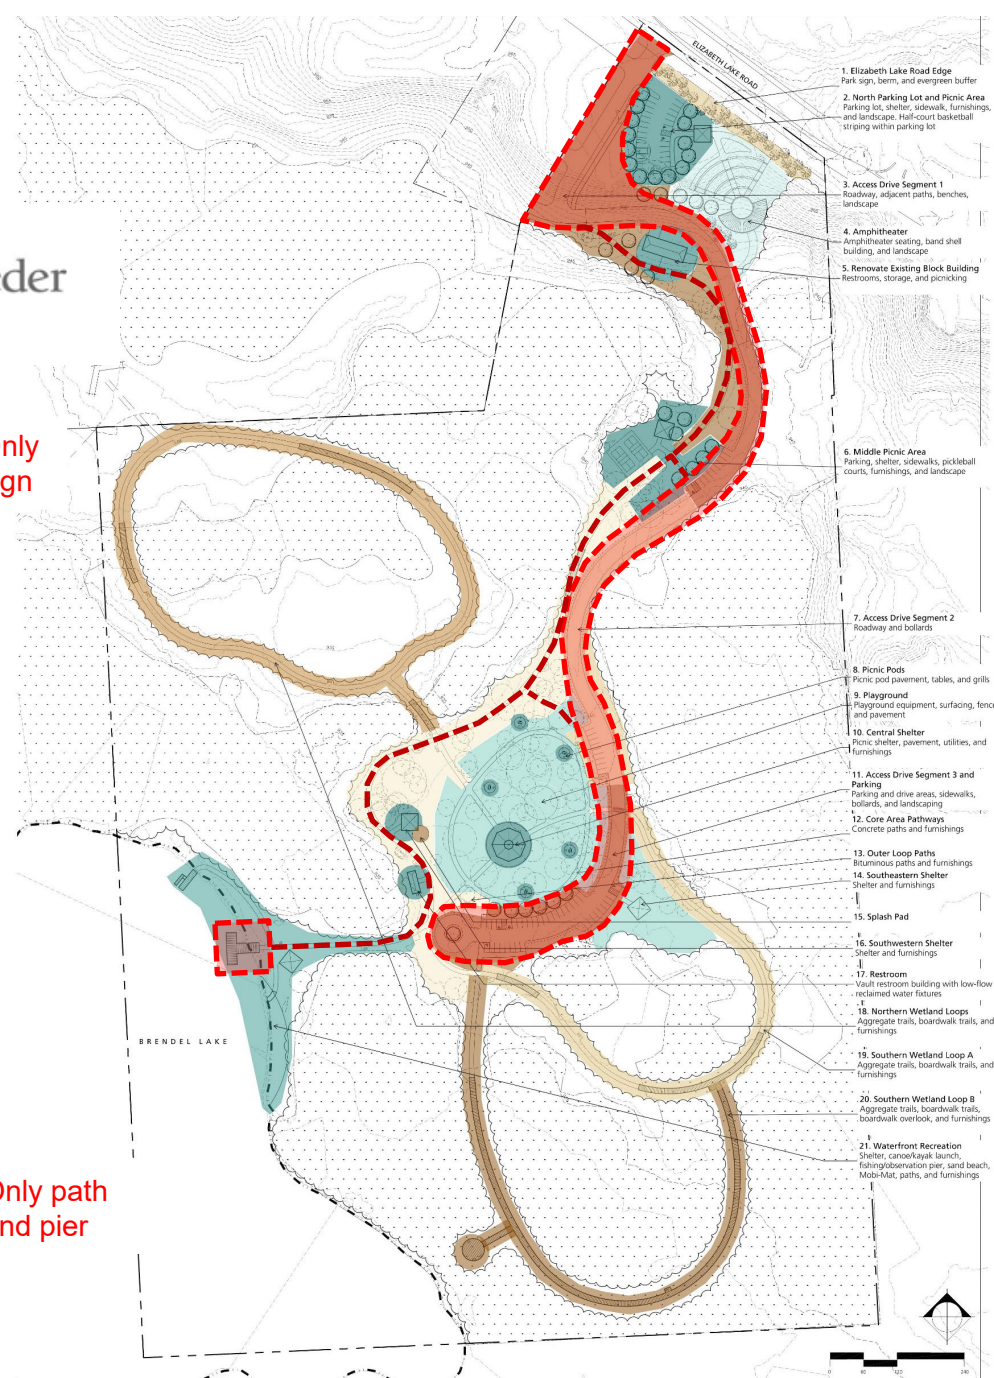 ELIZABETH LAKE ROAD
1. Elizabeth Lake Road Edge
Park sign, berm, and evergreen buffer
2. North Parking Lot and Picnic Area
Parking lot, shelter, sidewalk, furnishings,
and landscape. Half-court basketball
striping within parking lot
3. Access Drive Segment 1
Roadway, adjacent paths, benches,
landscape
4. Amphitheater
Amphitheater seating, band shell
building, and landscape
5. Renovate Existing Block Building
Restrooms, storage, and picnicking
eder
nly
gn
6. Middle Picnic Area
Parking, shelter, sidewalks, pickleball
courts, furnishings, and landscape
7. Access Drive Segment 2
Roadway and bollards
8. Picnic Pods
Picnic pod pavement, tables, and grills
9. Playground
Playground equipment, surfacing, fence
and pavement
10. Central Shelter
Picnic shelter, pavement, utilities, and
furnishings
11. Access Drive Segment 3 and
Parking
Parking and drive areas, sidewalks,
bollards, and landscaping
12. Core Area Pathways
Concrete paths and furnishings
13. Outer Loop Paths
Bituminous paths and furnishings
14. Southeastern Shelter
Shelter and furnishings
15. Splash Pad
16. Southwestern Shelter
Shelter and furnishings
17. Restroom
Vault restroom building with low-flow
reclaimed water fixtures
18. Northern Wetland Loops
Aggregate trails, boardwalk trails, and
furnishings
19. Southern Wetland Loop A
Aggregate trails, boardwalk trails, and
furnishings
20. Southern Wetland Loop B
Aggregate trails, boardwalk trails,
boardwalk overlook, and furnishings
21. Waterfront Recreation
Shelter, canoe/kayak launch,
fishing/observation pier, sand beach,
Mobi-Mat, paths, and furnishings
BRENDEL LAKE
Only path
nd pier
0 60 120 240